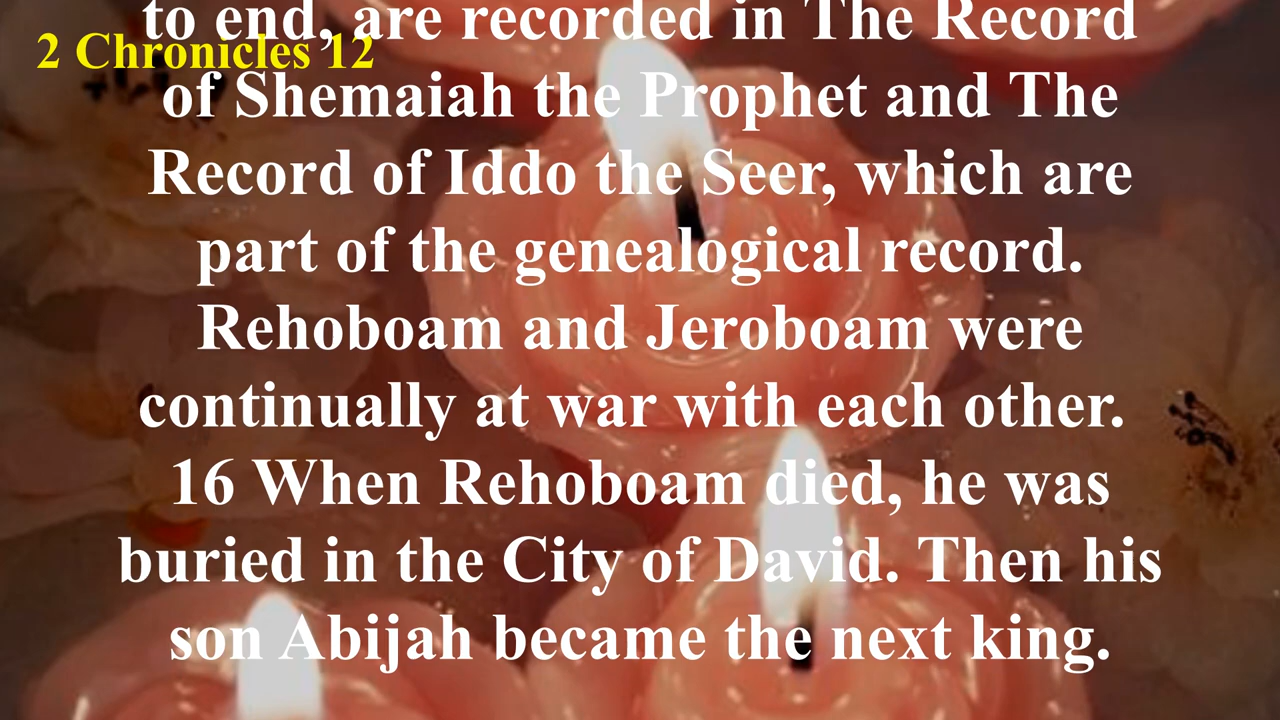 to end, are recorded in The Record
2 Chronicles 12
of Shemaiah the Prophet and The
Record of Iddo the Seer, which are
part of the genealogical record.
Rehoboam and Jeroboam were
continually at war with each other.
16 When Rehoboam died, he was
buried in the City of David. Then his
son Abijah became the next king.